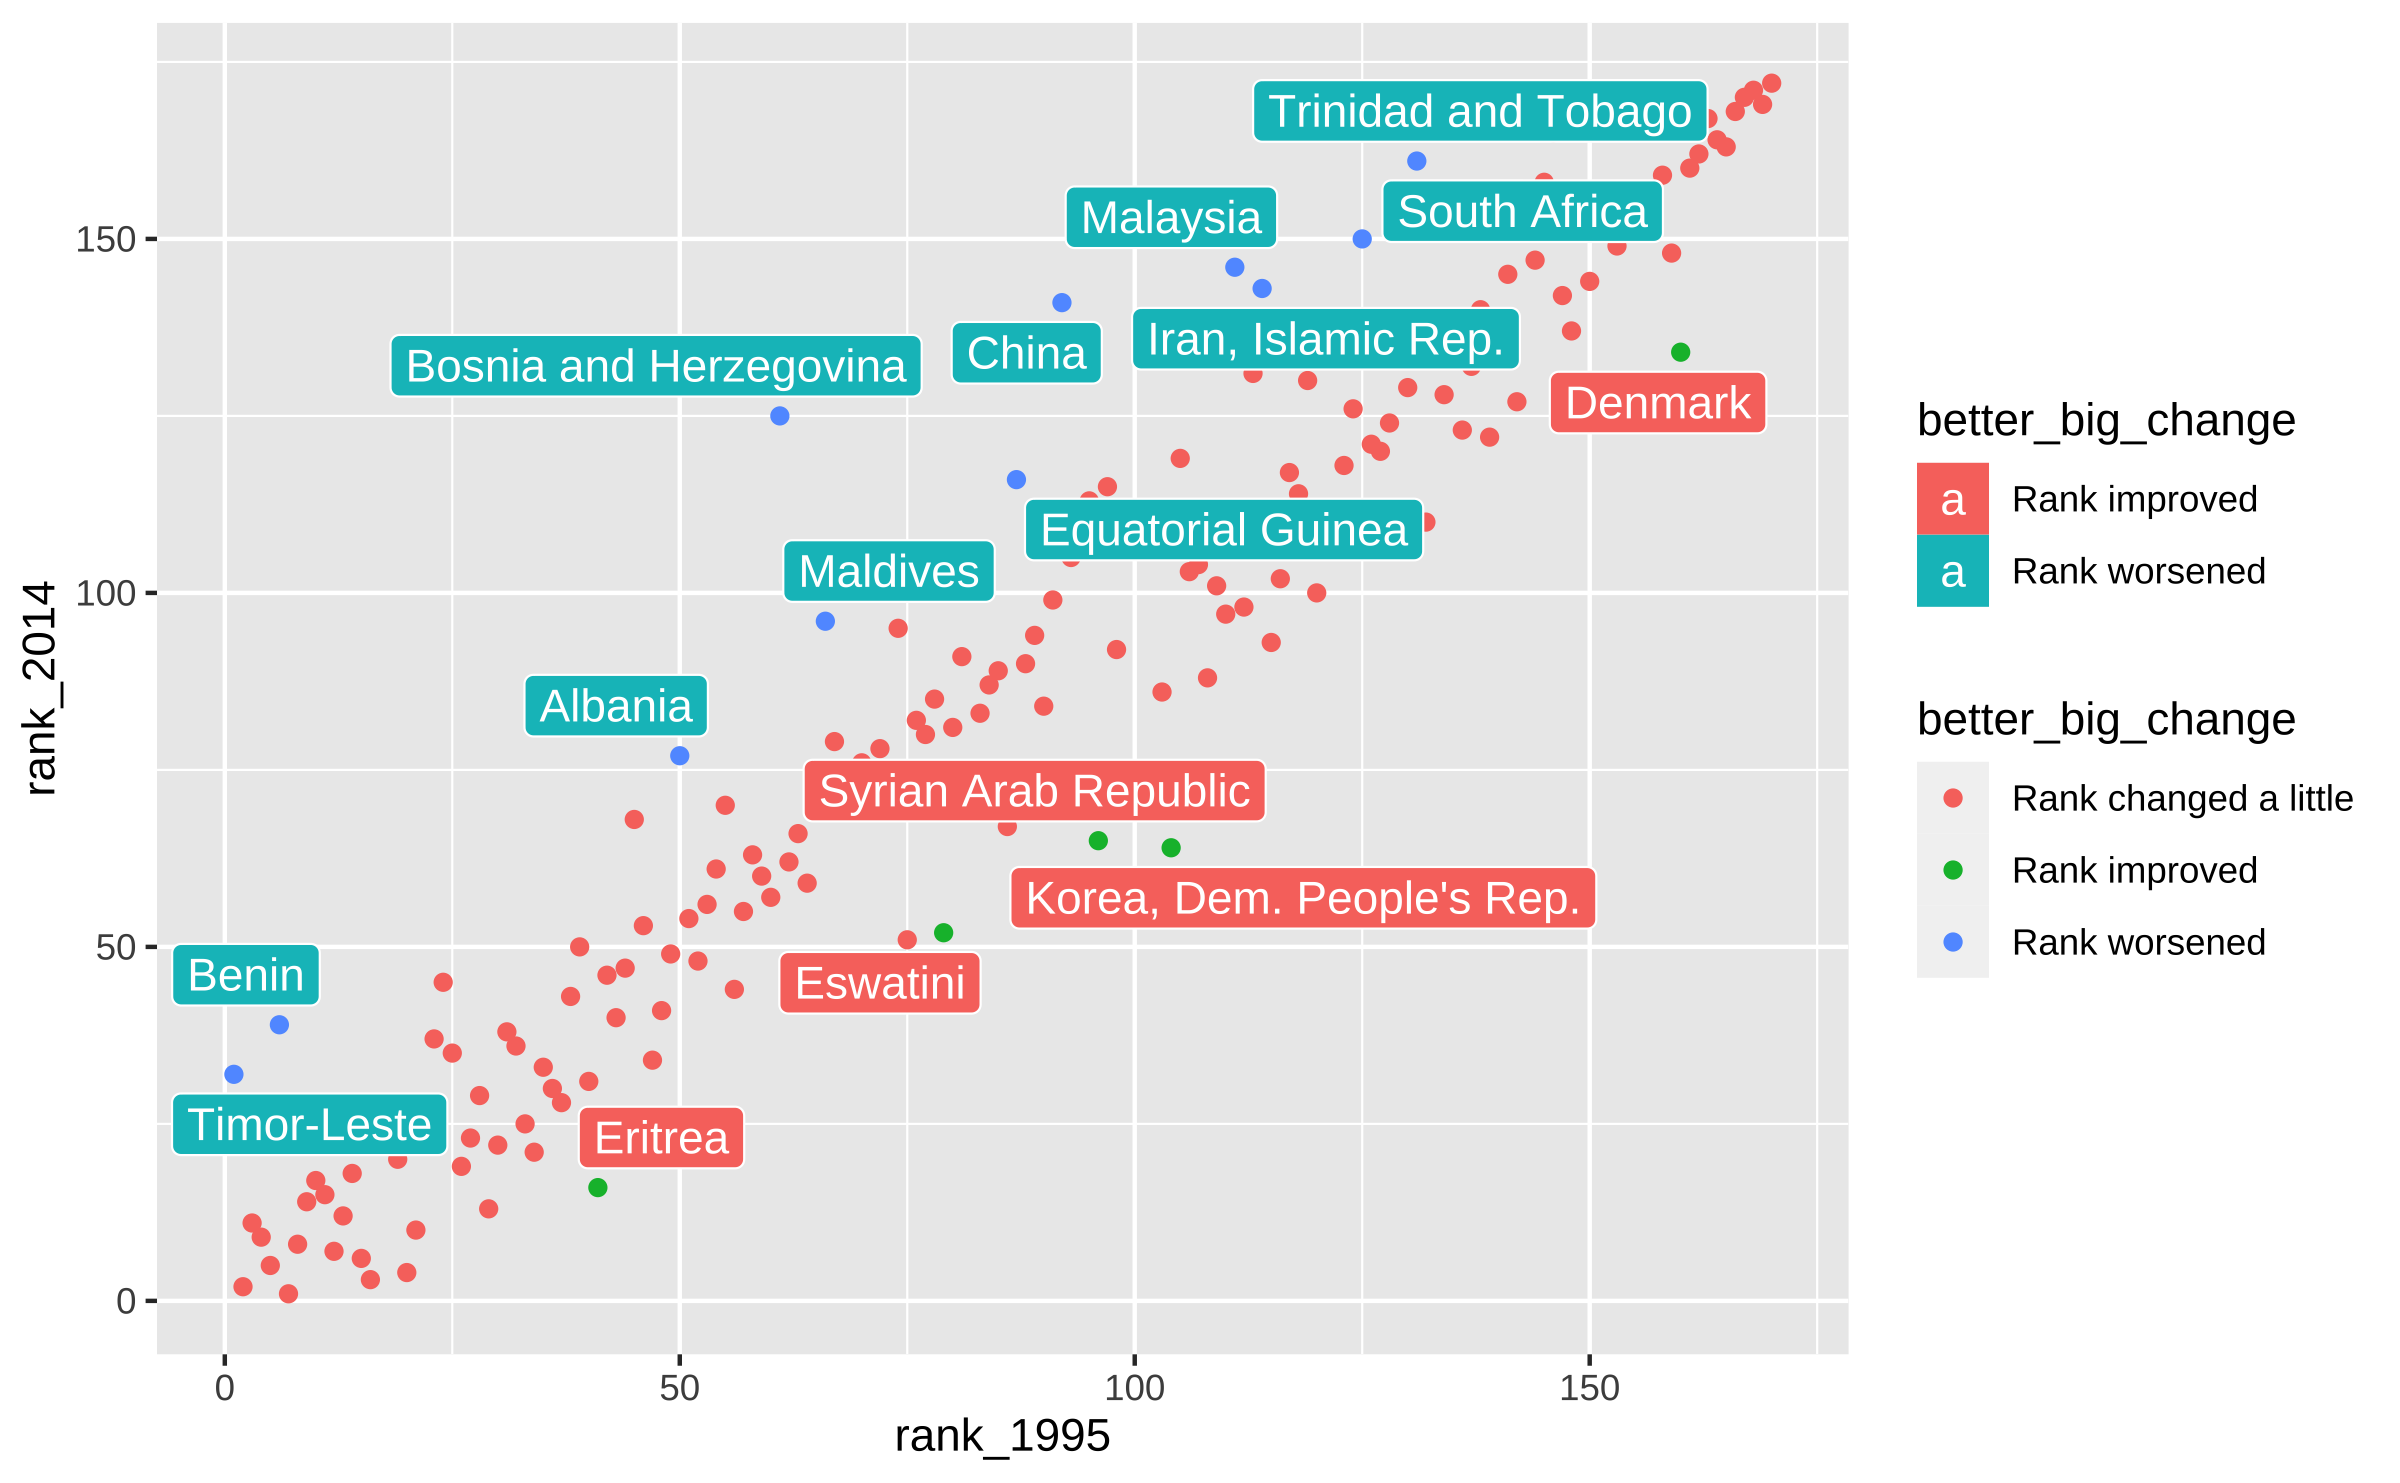 Trinidad and Tobago
Malaysia
South Africa
150
China
Iran, Islamic Rep.
Bosnia and Herzegovina
Denmark
Equatorial Guinea
Maldives
100
Albania
Syrian Arab Republic
Korea, Dem. People's Rep.
50
Benin
Eswatini
Timor-Leste
Eritrea
0
rank_2014
0
50
100
150
rank_1995
better_big_change
a Rank improved
a Rank worsened
better_big_change
Rank changed a little
Rank improved
Rank worsened